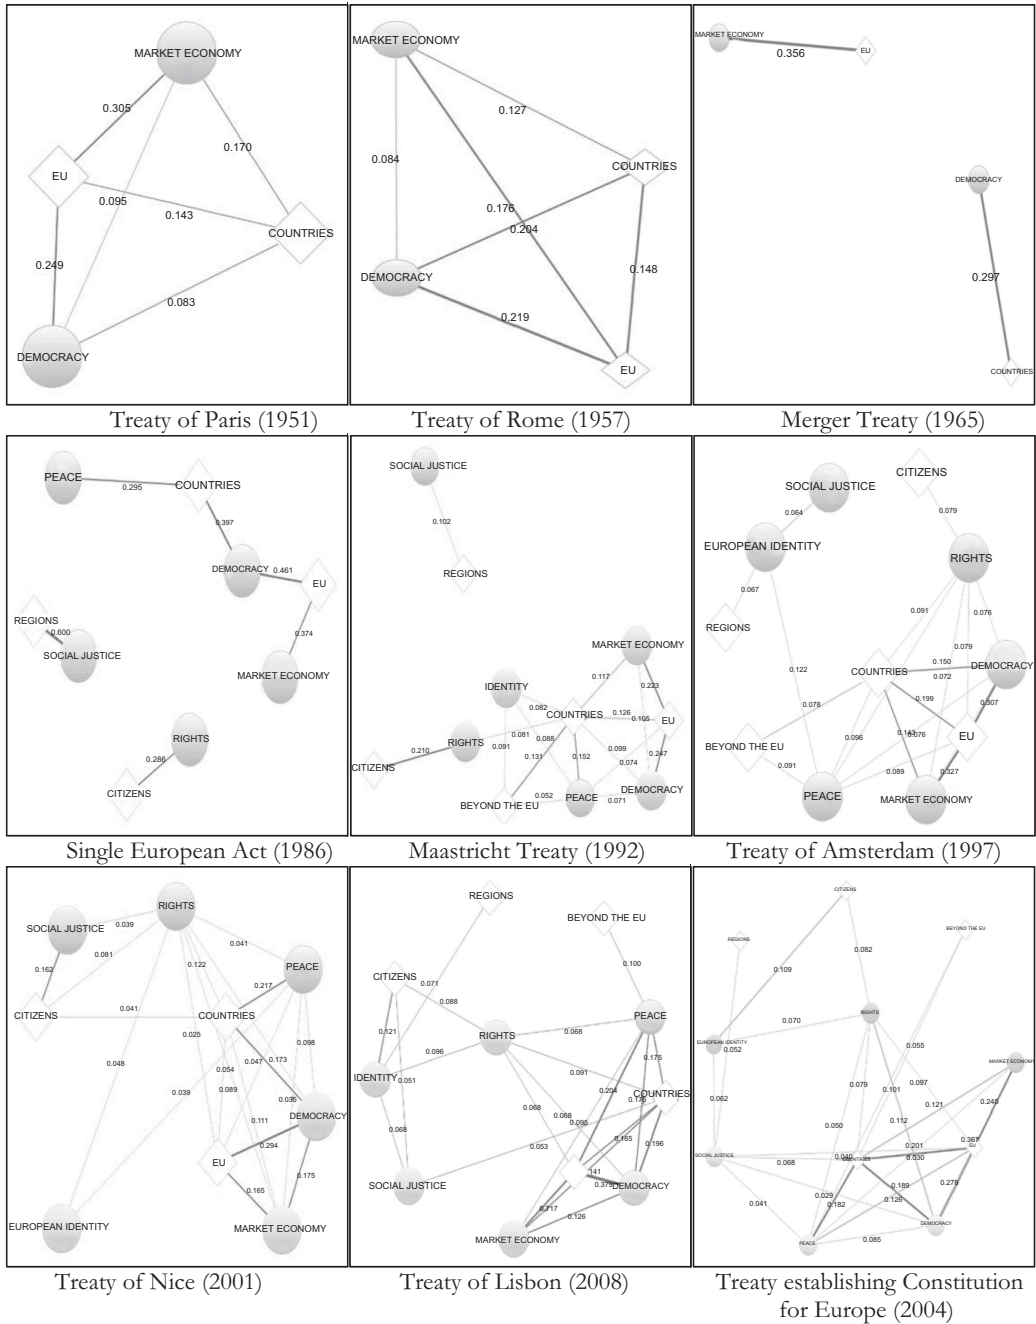 MARKET ECONOMY
0.305
0.170
EU
0.095
0.143
COUNTRIES
0.249
0.083
DEMOCRACY
Treaty of Paris (1951)
MARKET ECONOMY
0.127
0.084
COUNTRIES
0.176
0.204
0.148
DEMOCRACY
0.219
EU
Treaty of Rome (1957)
MARKET ECONOMY
0.356
EU
DEMOCRACY
0.297
COUNTRIES
Merger Treaty (1965)
PEACE
0.295
COUNTRIES
0.397
DEMOCRACY
0.461
EU
REGIONS
0.600
SOCIAL JUSTICE
0.374
MARKET ECONOMY
RIGHTS
0.286
CITIZENS
Single European Act (1986)
SOCIAL JUSTICE
0.102
REGIONS
MARKET ECONOMY
0.117
0.223
IDENTITY
0.082
COUNTRIES
0.126
0.105
EU
0.081
0.088
RIGHTS
0.091
0.210
0.131
0.152
0.099
0.247
0.074
CITIZENS
BEYOND THE EU
0.052
PEACE
0.071
DEMOCRACY
Maastricht Treaty (1992)
CITIZENS
SOCIAL JUSTICE
0.064
0.079
EUROPEAN IDENTITY
RIGHTS
0.067
0.091
0.076
REGIONS
0.122
0.079
COUNTRIES
0.150
0.072
DEMOCRACY
0.078
0.199
0.307
BEYOND THE EU
0.096
0.076
EU
0.091
0.089
0.327
PEACE
MARKET ECONOMY
Treaty of Amsterdam (1997)
RIGHTS
SOCIAL JUSTICE
0.039
0.041
0.081
0.162
0.122
PEACE
0.217
CITIZENS
0.041
COUNTRIES
0.025
0.098
0.048
0.047
0.173
0.054
0.039
0.089
0.035
0.111
DEMOCRACY
0.294
EU
0.175
0.165
EUROPEAN IDENTITY
MARKET ECONOMY
Treaty of Nice (2001)
REGIONS
BEYOND THE EU
0.100
CITIZENS
0.071
0.088
PEACE
0.121
RIGHTS
0.068
0.096
0.175
0.091
IDENTITY
0.051
0.204
COUNTRIES
0.068
0.068
0.095
0.068
0.053
0.165
0.196
141
SOCIAL JUSTICE
0.379
DEMOCRACY
0.717
0.126
MARKET ECONOMY
Treaty of Lisbon (2008)
CITIZENS
BEYOND THE EU
REGIONS
0.082
0.109
RIGHTS
0.070
EUROPEAN IDENTITY
0.052
0.055
MARKET ECONOMY
0.079
0.101
0.097
0.062
0.121
0.240
0.050
0.112
0.201
0.367
EU
SOCIAL JUSTICE
0.068
0.040
COUNTRIES
0.030
0.189
0.278
0.029
0.126
0.041
0.182
DEMOCRACY
PEACE
0.085
Treaty establishing Constitution
for Europe (2004)